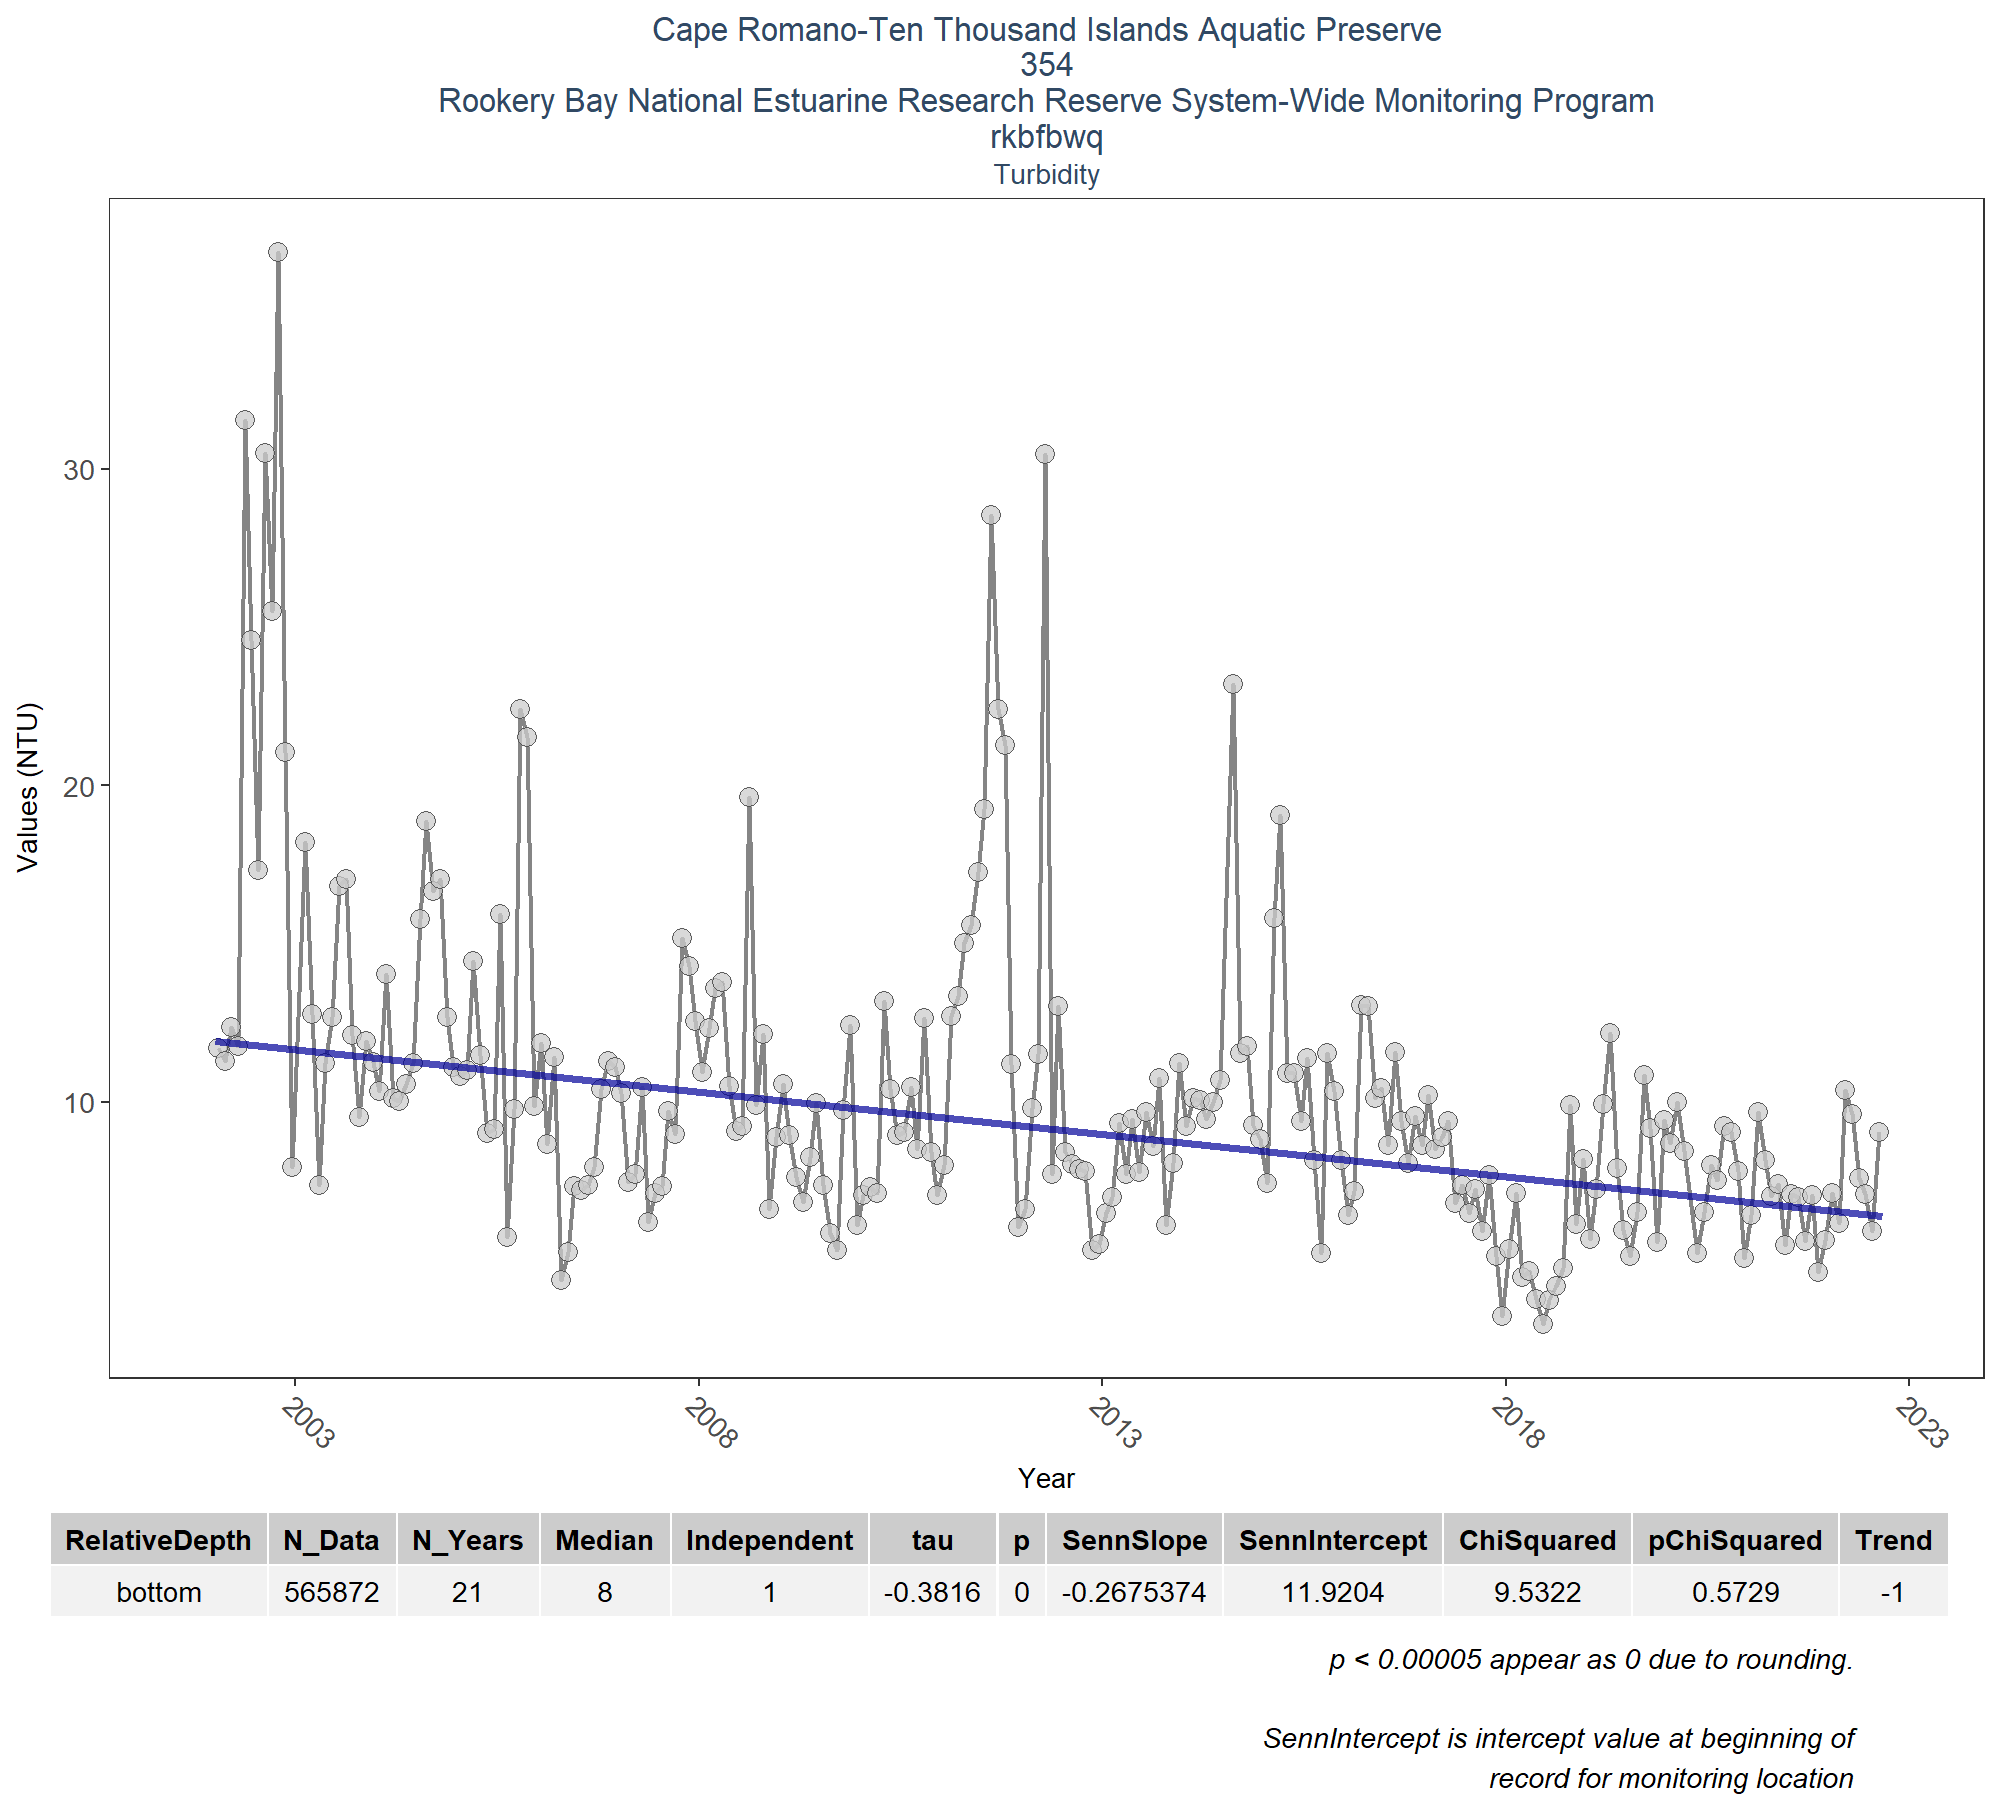 Cape Romano-Ten Thousand Islands Aquatic Preserve
354
Rookery Bay National Estuarine Research Reserve System-Wide Monitoring Program
rkbfbwq
Turbidity
Values (NTU)
30
20
10
2003 2008 2013 2018 2023
Year
RelativeDepth N_Data N_Years Median Independent tau p SennSlope SennIntercept ChiSquared pChiSquared Trend
bottom 565872 21 8 1 -0.3816 0 -0.2675374 11.9204 9.5322 0.5729 -1
p < 0.00005 appear as 0 due to rounding.
SennIntercept is intercept value at beginning of
record for monitoring location